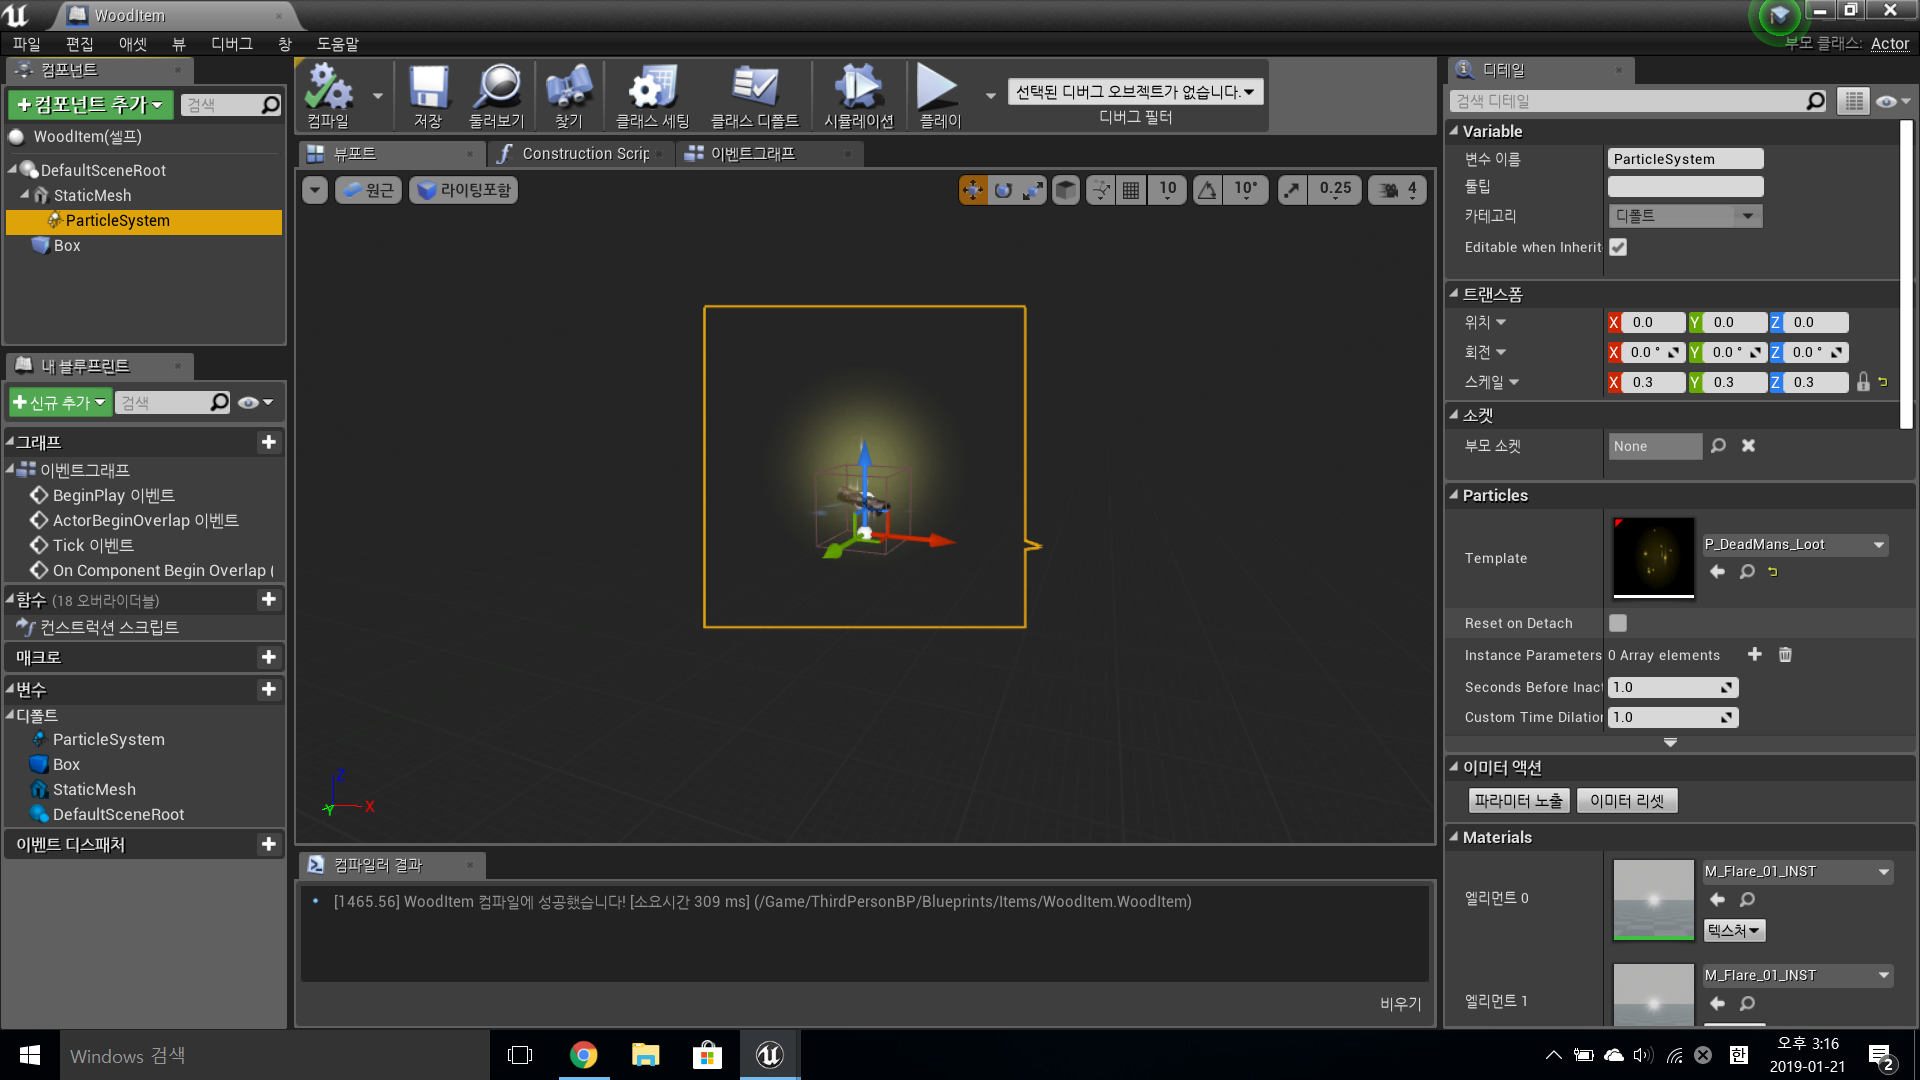 WoodItem
파일 편집 애셋 뷰 디버그 창 도움말
부모 클래스: Actor
컴포넌트
+컴포넌트 추가
검색
WoodItem(셀프)
DefaultSceneRoot
StaticMesh
ParticleSystem
Box
내 블루프린트
+신규 추가
검색
그래프
이벤트그래프
BeginPlay 이벤트
ActorBeginOverlap 이벤트
Tick 이벤트
On Component Begin Overlap (
함수 (18 오버라이더블)
컨스트럭션 스크립트
매크로
변수
디폴트
ParticleSystem
Box
StaticMesh
DefaultSceneRoot
이벤트 디스패처
컴파일
저장
둘러보기
찾기
클래스 세팅
클래스 디폴트
시뮬레이션
플레이
선택된 디버그 오브젝트가 없습니다.
디버그 필터
뷰포트
Construction Scrip
이벤트그래프
원근
라이팅포함
10
10°
0.25
4
Z
Y
X
컴파일러 결과
[1465.56] WoodItem 컴파일에 성공했습니다! [소요시간 309 ms] (/Game/ThirdPersonBP/Blueprints/Items/WoodItem.WoodItem)
비우기
디테일
검색 디테일
Variable
변수 이름 ParticleSystem
툴팁
카테고리 디폴트
Editable when Inherit
트랜스폼
위치 X 0.0 Y 0.0 Z 0.0
회전 X 0.0 ° Y 0.0 ° Z 0.0 °
스케일 X 0.3 Y 0.3 Z 0.3
소켓
부모 소켓 None
Particles
Template P_DeadMans_Loot
Reset on Detach
Instance Parameters 0 Array elements
Seconds Before Inact 1.0
Custom Time Dilation 1.0
이미터 액션
파라미터 노출 이미터 리셋
Materials
엘리먼트 0 M_Flare_01_INST
텍스처
엘리먼트 1 M_Flare_01_INST
Windows 검색
한
오후 3:16
2019-01-21
2